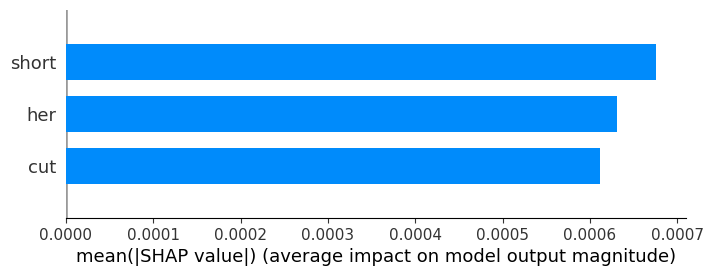 short
her
cut
0.0000 0.0001 0.0002 0.0003 0.0004 0.0005 0.0006 0.0007
mean(|SHAP value|) (average impact on model output magnitude)